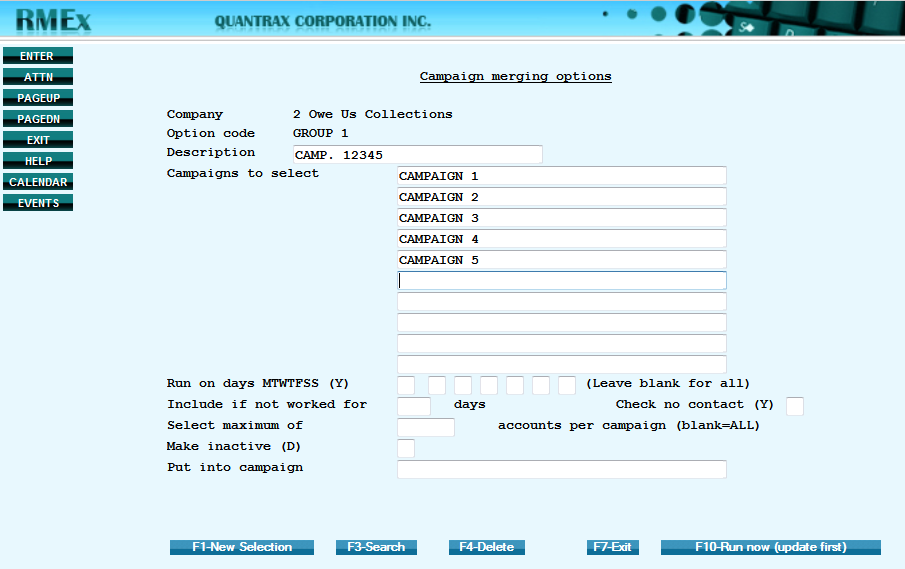 RMEx
QUANTRAX CORPORATION INC.
ENTER
ATTN
PAGEUP
PAGEDN
EXIT
HELP
CALENDAR
EVENTS
Campaign merging options
Company 2 Owe Us Collections
Option code GROUP 1
Description CAMP. 12345
Campaigns to select CAMPAIGN 1
CAMPAIGN 2
CAMPAIGN 3
CAMPAIGN 4
CAMPAIGN 5
Run on days MTWTFSS (Y) (Leave blank for all)
Include if not worked for days Check no contact (Y)
Select maximum of accounts per campaign (blank=ALL)
Make inactive (D)
Put into campaign
F1-New Selection F3-Search F4-Delete F7-Exit F10-Run now (update first)